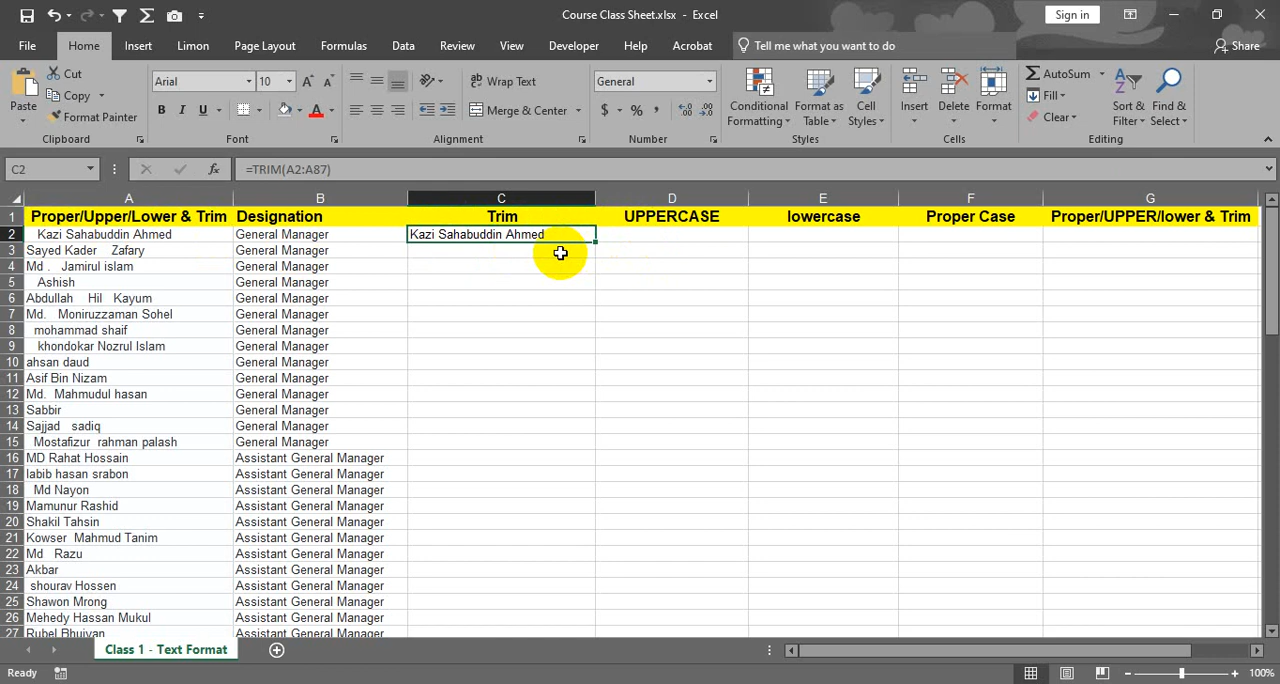 Course Class Sheet.xlsx - Excel
Sign in
File Home Insert Limon Page Layout Formulas Data Review View Developer Help Acrobat Tell me what you want to do Share
Paste Cut Copy Format Painter Clipboard
Arial 10 A A B I U A Font
Wrap Text Merge & Center Alignment
General $ % , Number
Conditional Formatting Format as Table Cell Styles Styles
Insert Delete Format Cells
AutoSum Fill Clear Sort & Filter Find & Select Editing
C2 fx =TRIM(A2:A87)
A B C D E F G
1 Proper/Upper/Lower & Trim Designation Trim UPPERCASE lowercase Proper Case Proper/UPPER/lower & Trim
2 Kazi Sahabuddin Ahmed General Manager Kazi Sahabuddin Ahmed
3 Sayed Kader Zafary General Manager
4 Md . Jamirul islam General Manager
5 Ashish General Manager
6 Abdullah Hil Kayum General Manager
7 Md. Moniruzzaman Sohel General Manager
8 mohammad shaif General Manager
9 khondokar Nozrul Islam General Manager
10 ahsan daud General Manager
11 Asif Bin Nizam General Manager
12 Md. Mahmudul hasan General Manager
13 Sabbir General Manager
14 Sajjad sadiq General Manager
15 Mostafizur rahman palash General Manager
16 MD Rahat Hossain Assistant General Manager
17 labib hasan srabon Assistant General Manager
18 Md Nayon Assistant General Manager
19 Mamunur Rashid Assistant General Manager
20 Shakil Tahsin Assistant General Manager
21 Kowser Mahmud Tanim Assistant General Manager
22 Md Razu Assistant General Manager
23 Akbar Assistant General Manager
24 shourav Hossen Assistant General Manager
25 Shawon Mrong Assistant General Manager
26 Mehedy Hassan Mukul Assistant General Manager
27 Rubel Bhuiyan Assistant General Manager
Class 1 - Text Format
Ready 100%